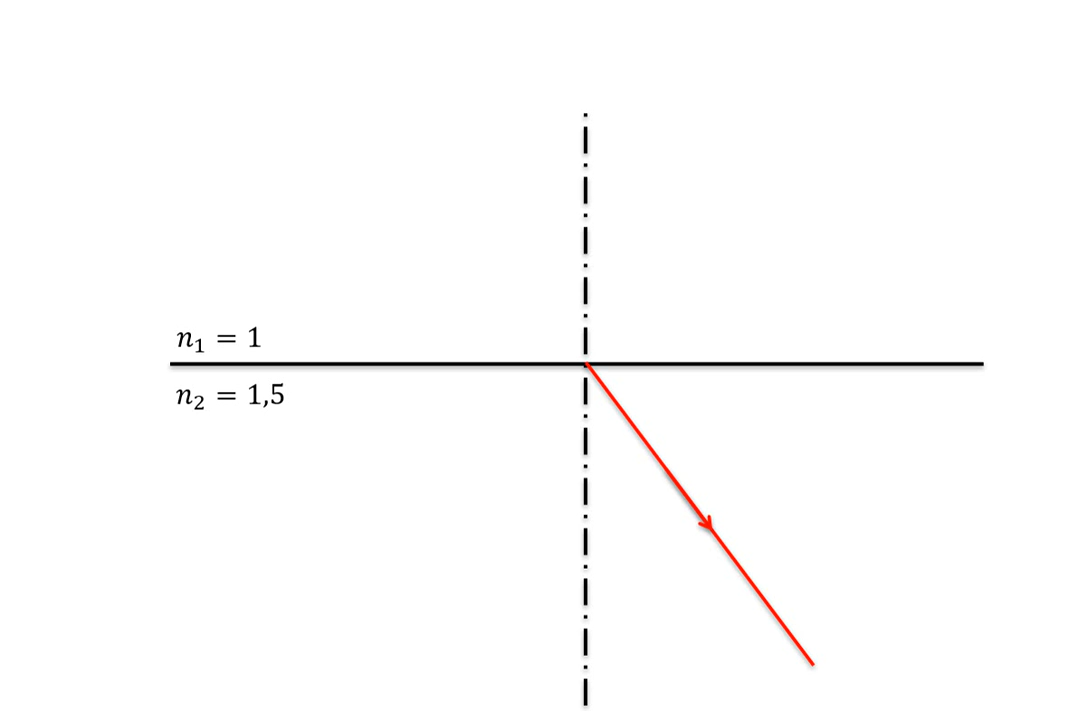 n₁ = 1
n₂ = 1,5